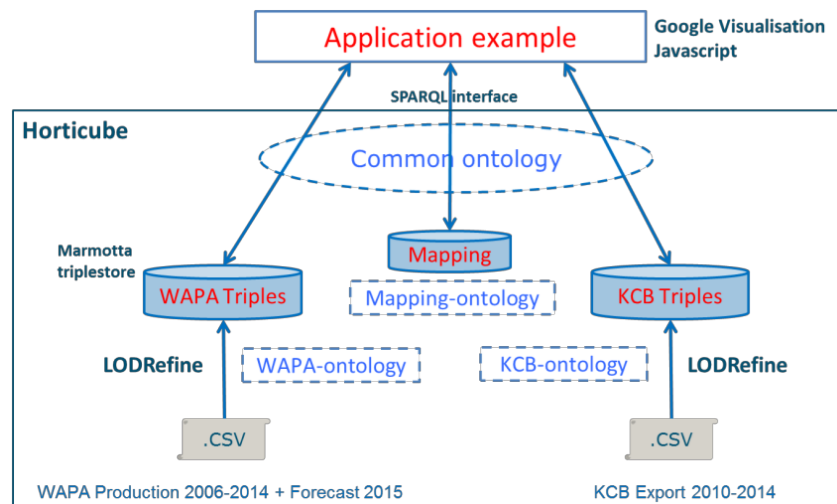 Application example
Google Visualisation
Javascript
SPARQL interface
Horticube
Common ontology
Marmotta
triplestore
Mapping
WAPA Triples
KCB Triples
Mapping-ontology
LODRefine
WAPA-ontology
KCB-ontology
LODRefine
.CSV
.CSV
WAPA Production 2006-2014 + Forecast 2015
KCB Export 2010-2014